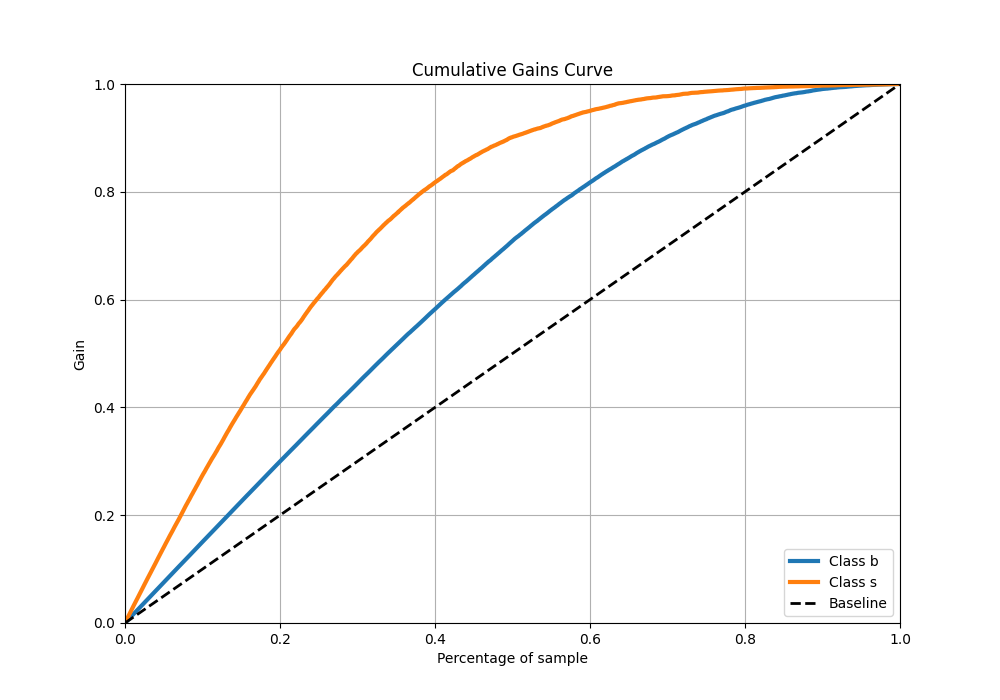 Cumulative Gains Curve
1.0
0.8
0.6
0.4
0.2
0.0
Gain
0.0 0.2 0.4 0.6 0.8 1.0
Percentage of sample
Class b
Class s
Baseline